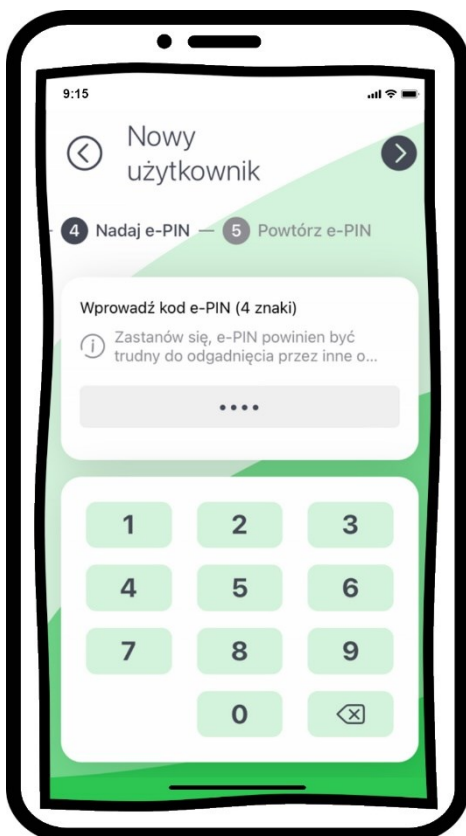 9:15
Nowy
użytkownik
4 Nadaj e-PIN — 5 Powtórz e-PIN
Wprowadź kod e-PIN (4 znaki)
Zastanów się, e-PIN powinien być
trudny do odgadnięcia przez inne o...
••••
1 2 3
4 5 6
7 8 9
0